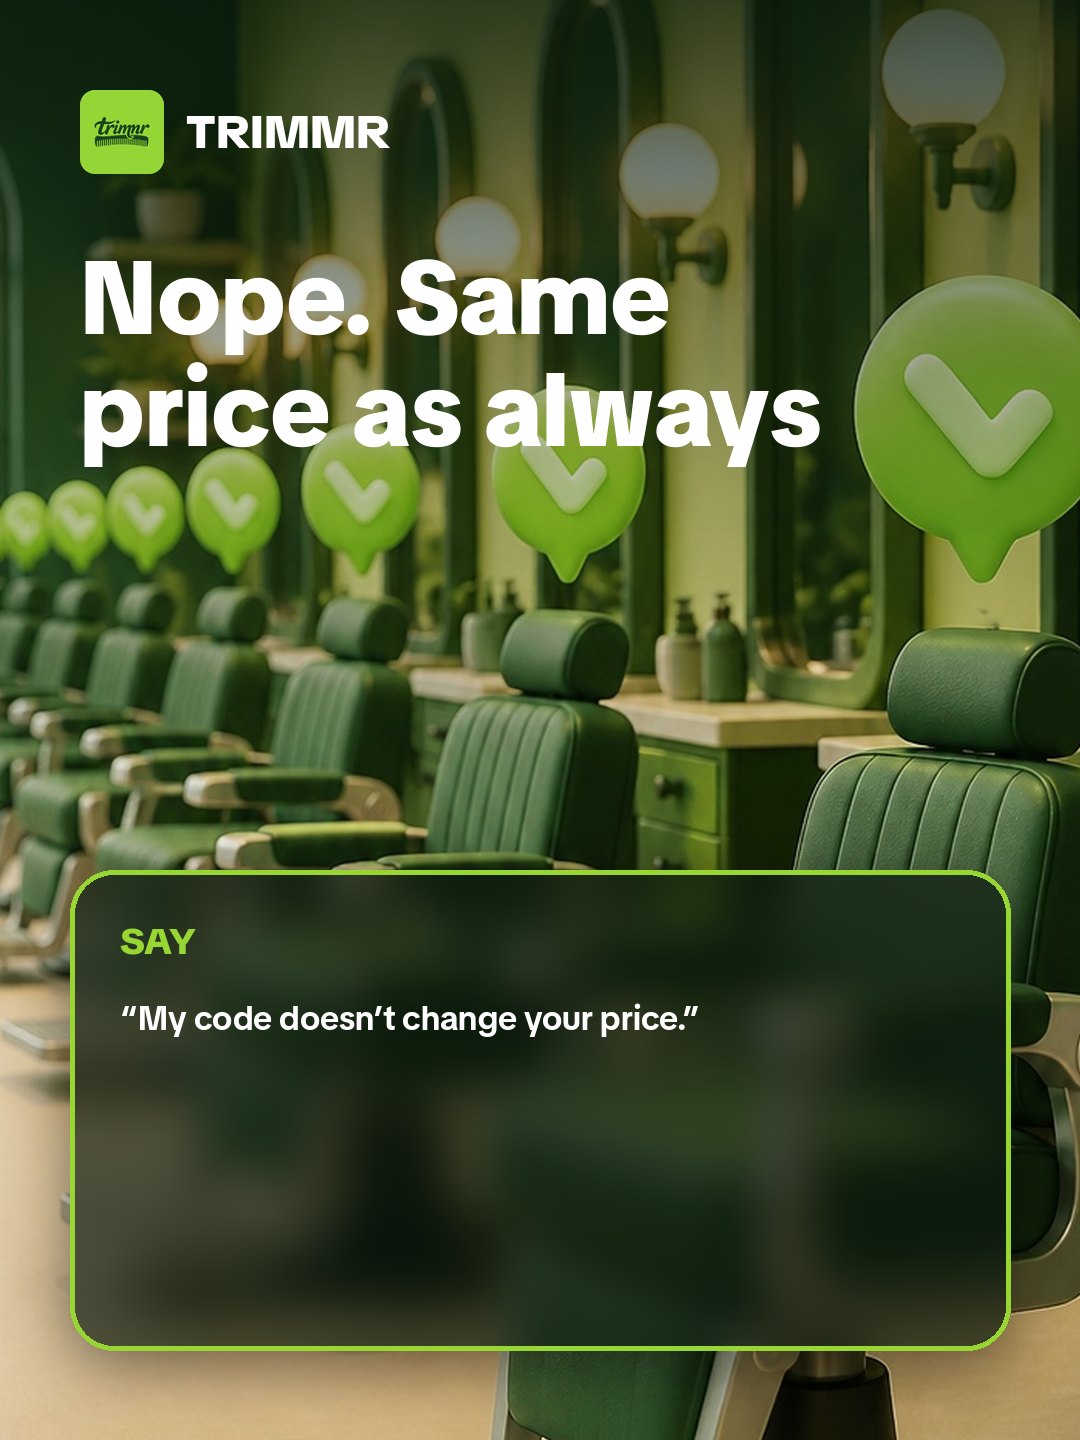 trimmr
TRIMMR
Nope. Same
price as always
SAY
“My code doesn’t change your price.”